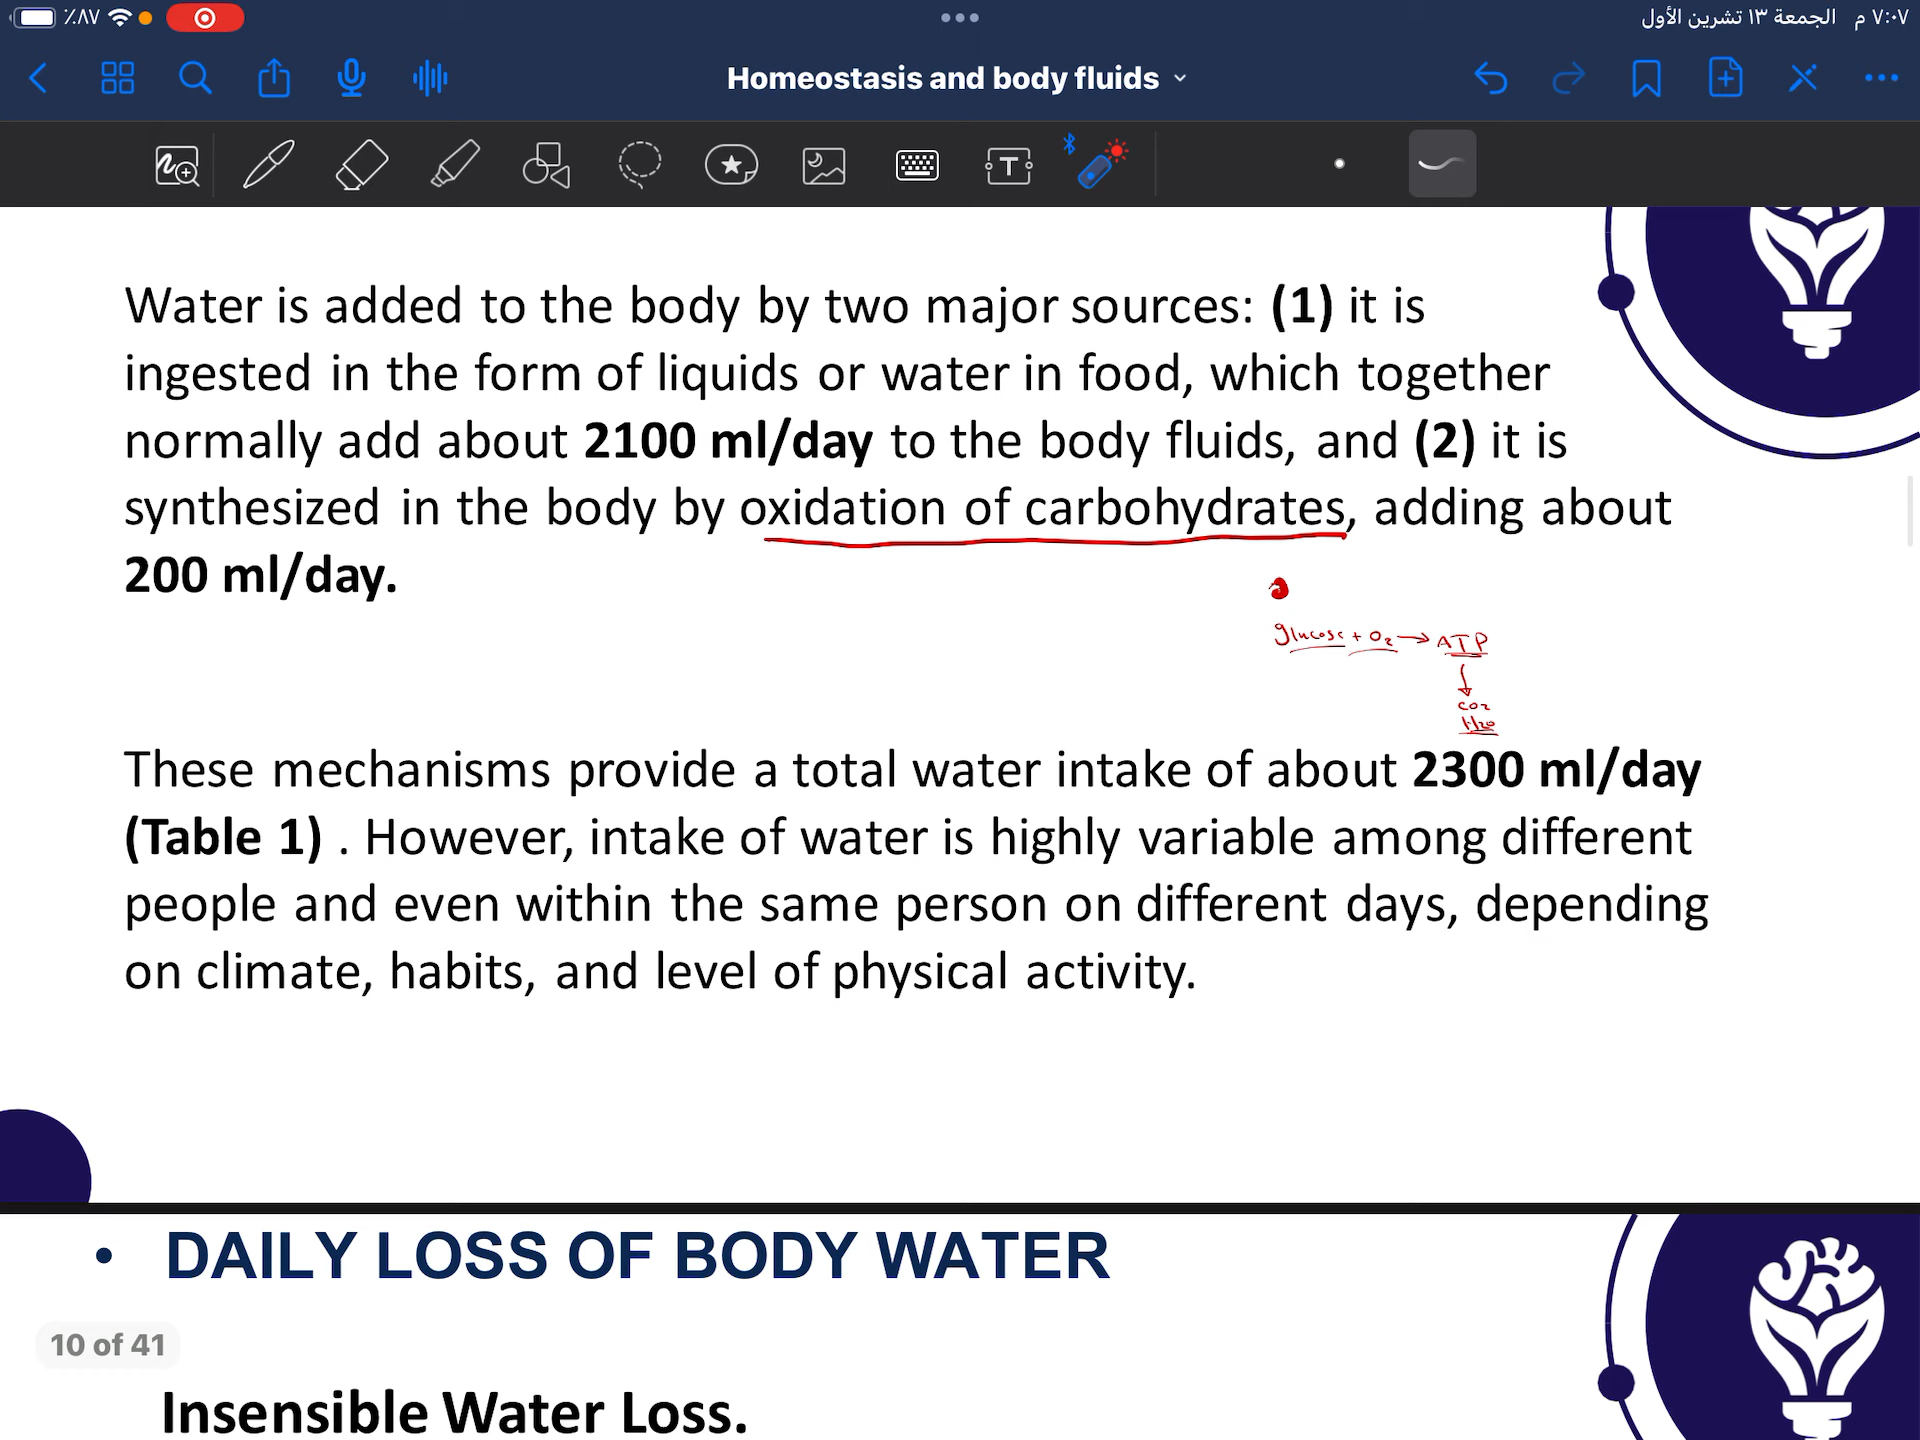 ٪٨٧
٧:٠٧ م الجمعة ١٣ تشرين الأول
Homeostasis and body fluids
T
Water is added to the body by two major sources: (1) it is
ingested in the form of liquids or water in food, which together
normally add about 2100 ml/day to the body fluids, and (2) it is
synthesized in the body by oxidation of carbohydrates, adding about
200 ml/day.
glucose + O2 → ATP
CO2
H2O
These mechanisms provide a total water intake of about 2300 ml/day
(Table 1) . However, intake of water is highly variable among different
people and even within the same person on different days, depending
on climate, habits, and level of physical activity.
• DAILY LOSS OF BODY WATER
10 of 41
Insensible Water Loss.